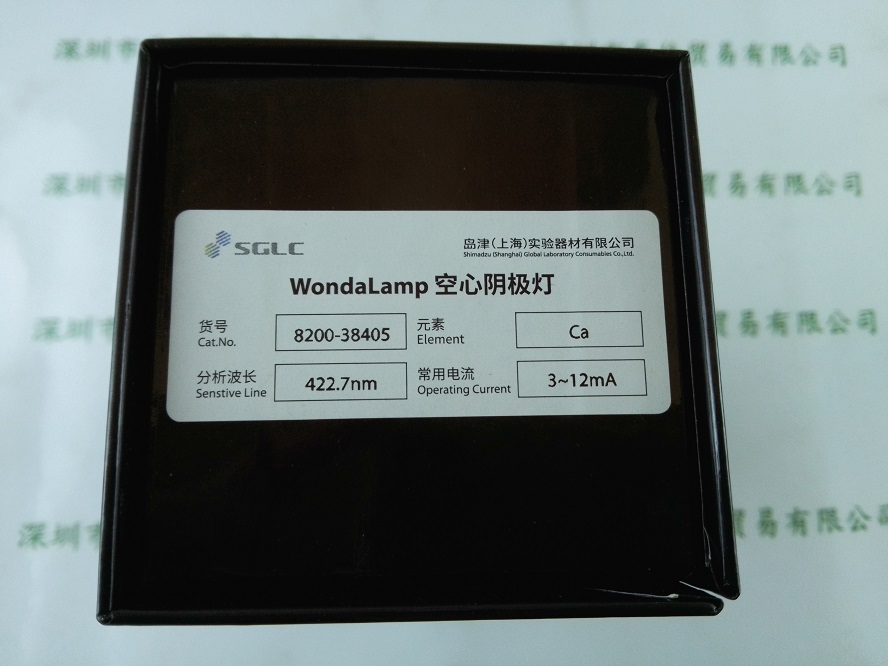 深圳市
贸易有限公司
深圳市
贸易有限公司
SGLC
岛津(上海)实验器材有限公司
Shimadzu (Shanghai) Global Laboratory Consumables Co.,Ltd.
WondaLamp 空心阴极灯
货号
Cat.No.
8200-38405
元素
Element
Ca
分析波长
Senstive Line
422.7nm
常用电流
Operating Current
3~12mA
深圳市
贸易有限公司
深圳市
贸易有限公司